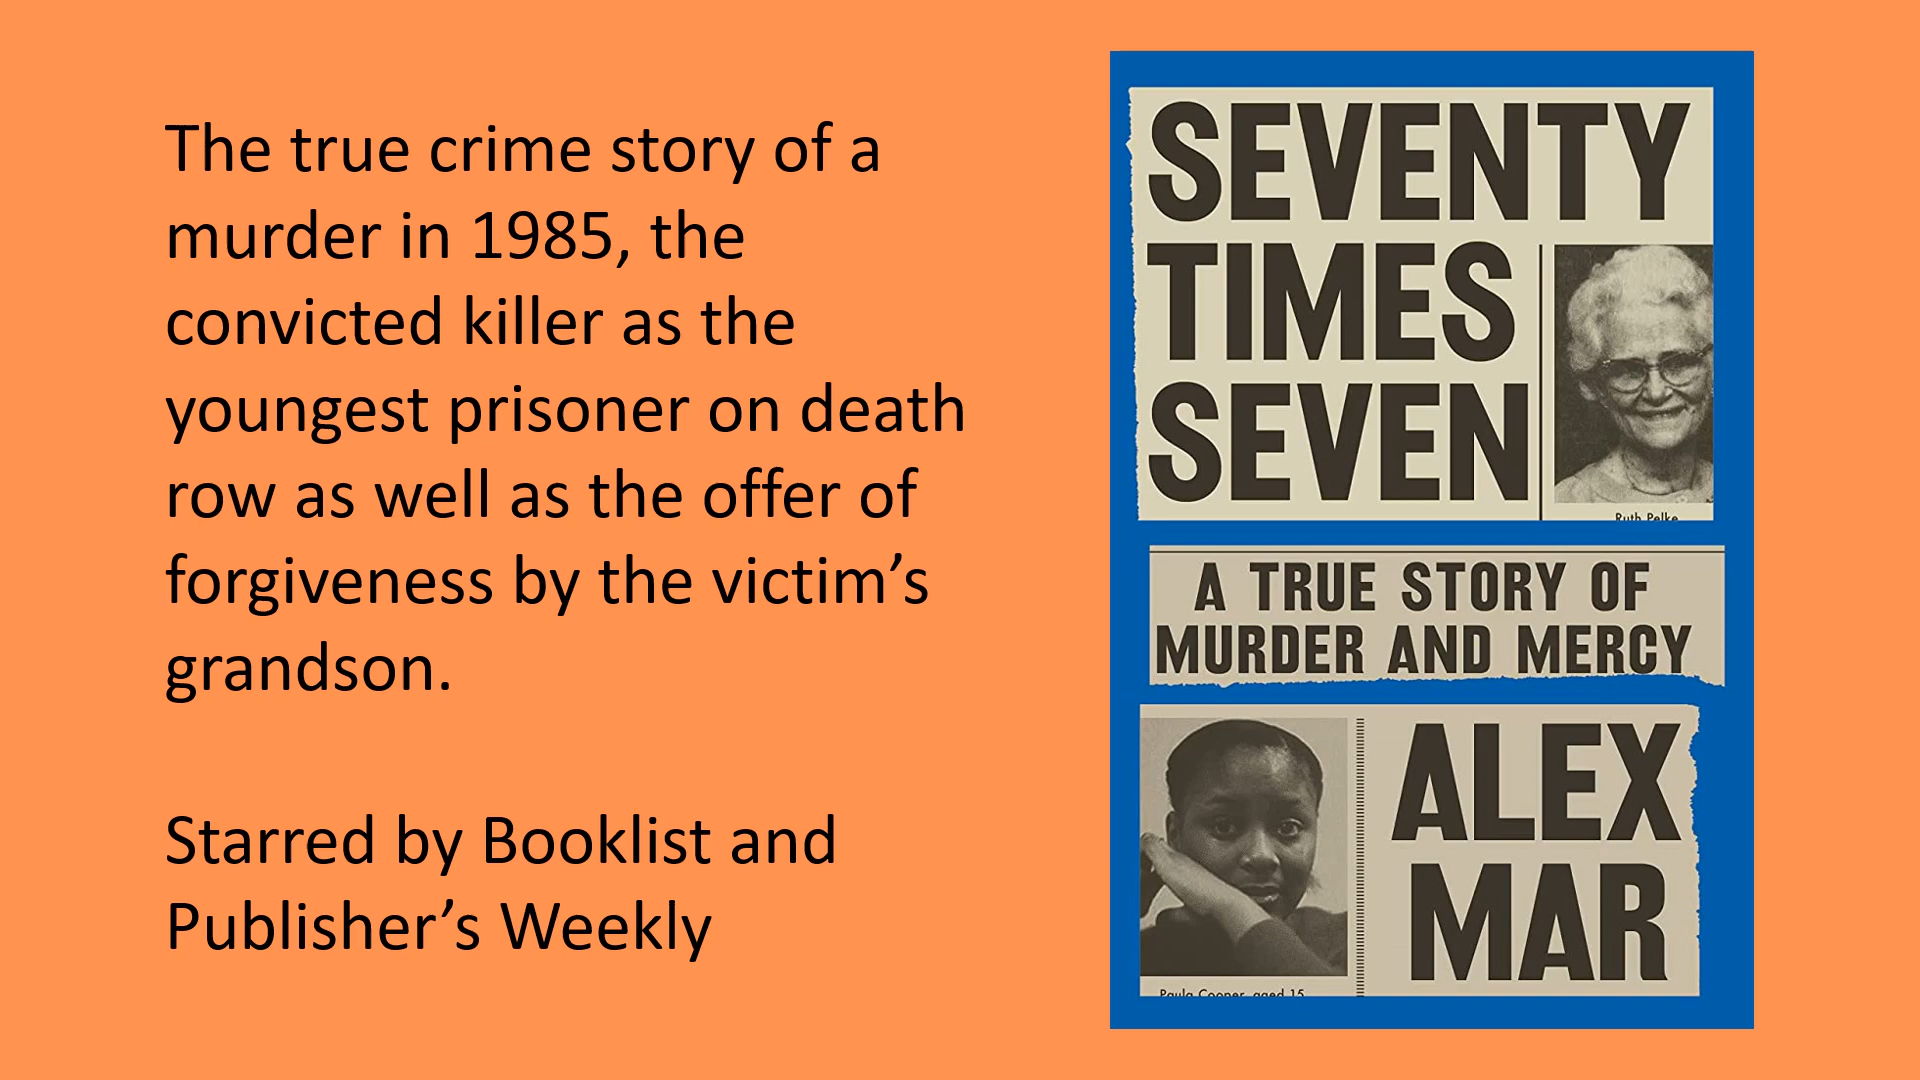 The true crime story of a
murder in 1985, the
convicted killer as the
youngest prisoner on death
row as well as the offer of
forgiveness by the victim’s
grandson.
Starred by Booklist and
Publisher’s Weekly
SEVENTY
TIMES
SEVEN
Ruth Pelke
A TRUE STORY OF
MURDER AND MERCY
ALEX
MAR
Paula Cooper, aged 15